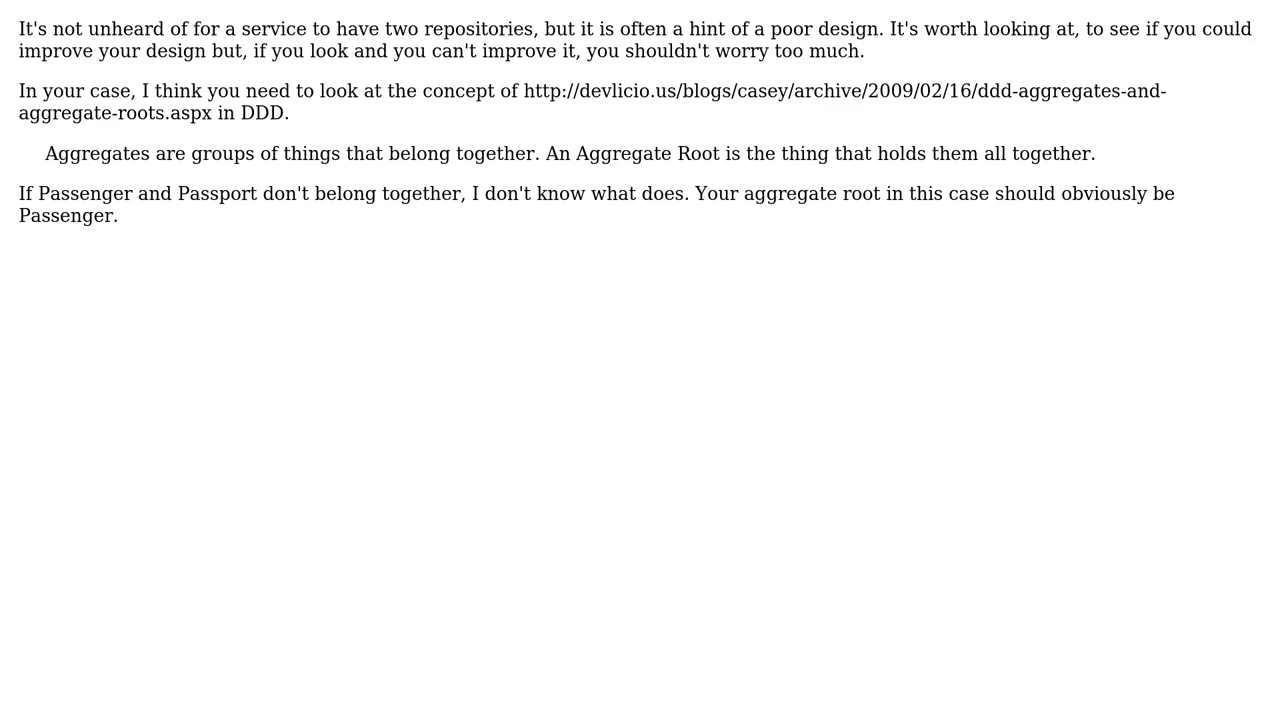 It's not unheard of for a service to have two repositories, but it is often a hint of a poor design. It's worth looking at, to see if you could
improve your design but, if you look and you can't improve it, you shouldn't worry too much.
In your case, I think you need to look at the concept of http://devlicio.us/blogs/casey/archive/2009/02/16/ddd-aggregates-and-
aggregate-roots.aspx in DDD.
Aggregates are groups of things that belong together. An Aggregate Root is the thing that holds them all together.
If Passenger and Passport don't belong together, I don't know what does. Your aggregate root in this case should obviously be
Passenger.